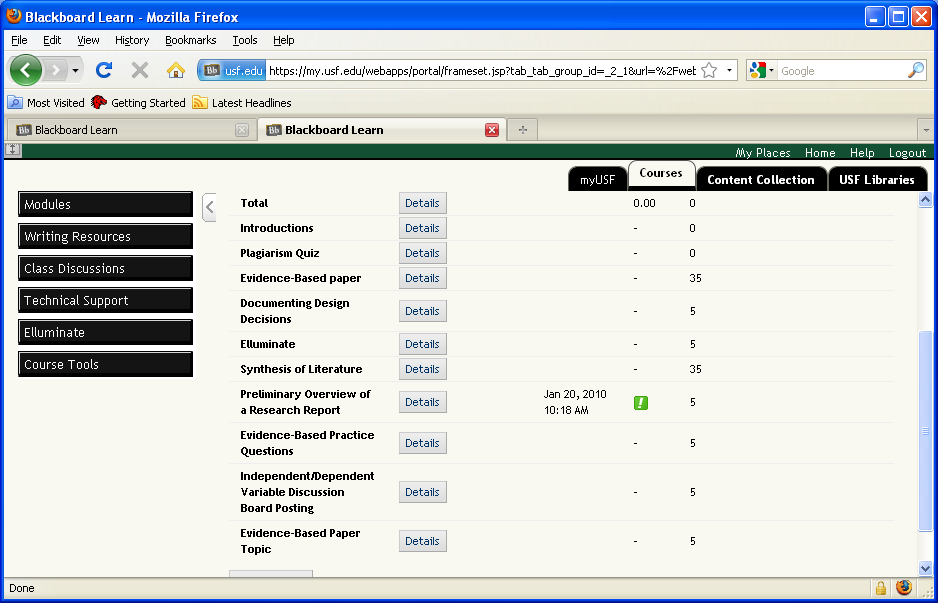 Blackboard Learn - Mozilla Firefox
File Edit View History Bookmarks Tools Help
Bb usf.edu https://my.usf.edu/webapps/portal/frameset.jsp?tab_tab_group_id=_2_1&url=%2Fweb Google
Most Visited Getting Started Latest Headlines
Bb Blackboard Learn Bb Blackboard Learn
My Places Home Help Logout
myUSF Courses Content Collection USF Libraries
Modules
Writing Resources
Class Discussions
Technical Support
Elluminate
Course Tools
Total Details 0.00 0
Introductions Details - 0
Plagiarism Quiz Details - 0
Evidence-Based paper Details - 35
Documenting Design
Decisions Details - 5
Elluminate Details - 5
Synthesis of Literature Details - 35
Preliminary Overview of
a Research Report Details Jan 20, 2010
10:18 AM ! 5
Evidence-Based Practice
Questions Details - 5
Independent/Dependent
Variable Discussion Details - 5
Board Posting
Evidence-Based Paper
Topic Details - 5
Done